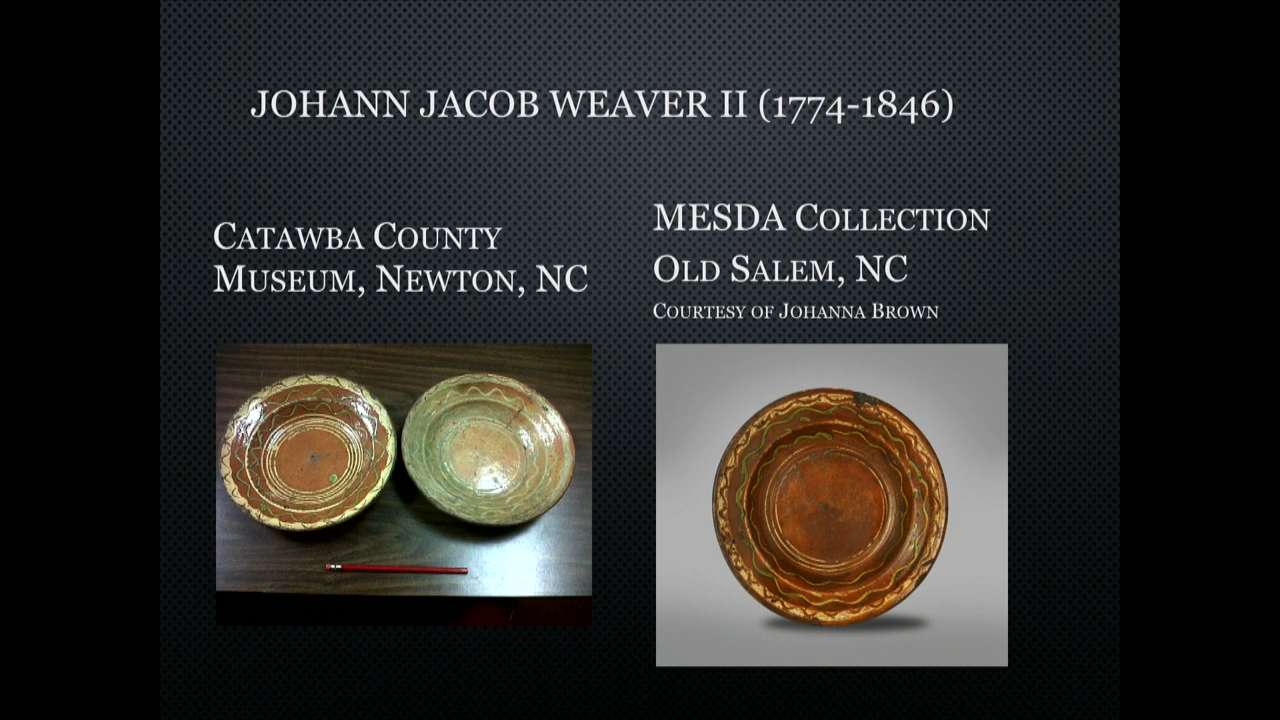 JOHANN JACOB WEAVER II (1774-1846)
CATAWBA COUNTY
MUSEUM, NEWTON, NC
MESDA COLLECTION
OLD SALEM, NC
COURTESY OF JOHANNA BROWN